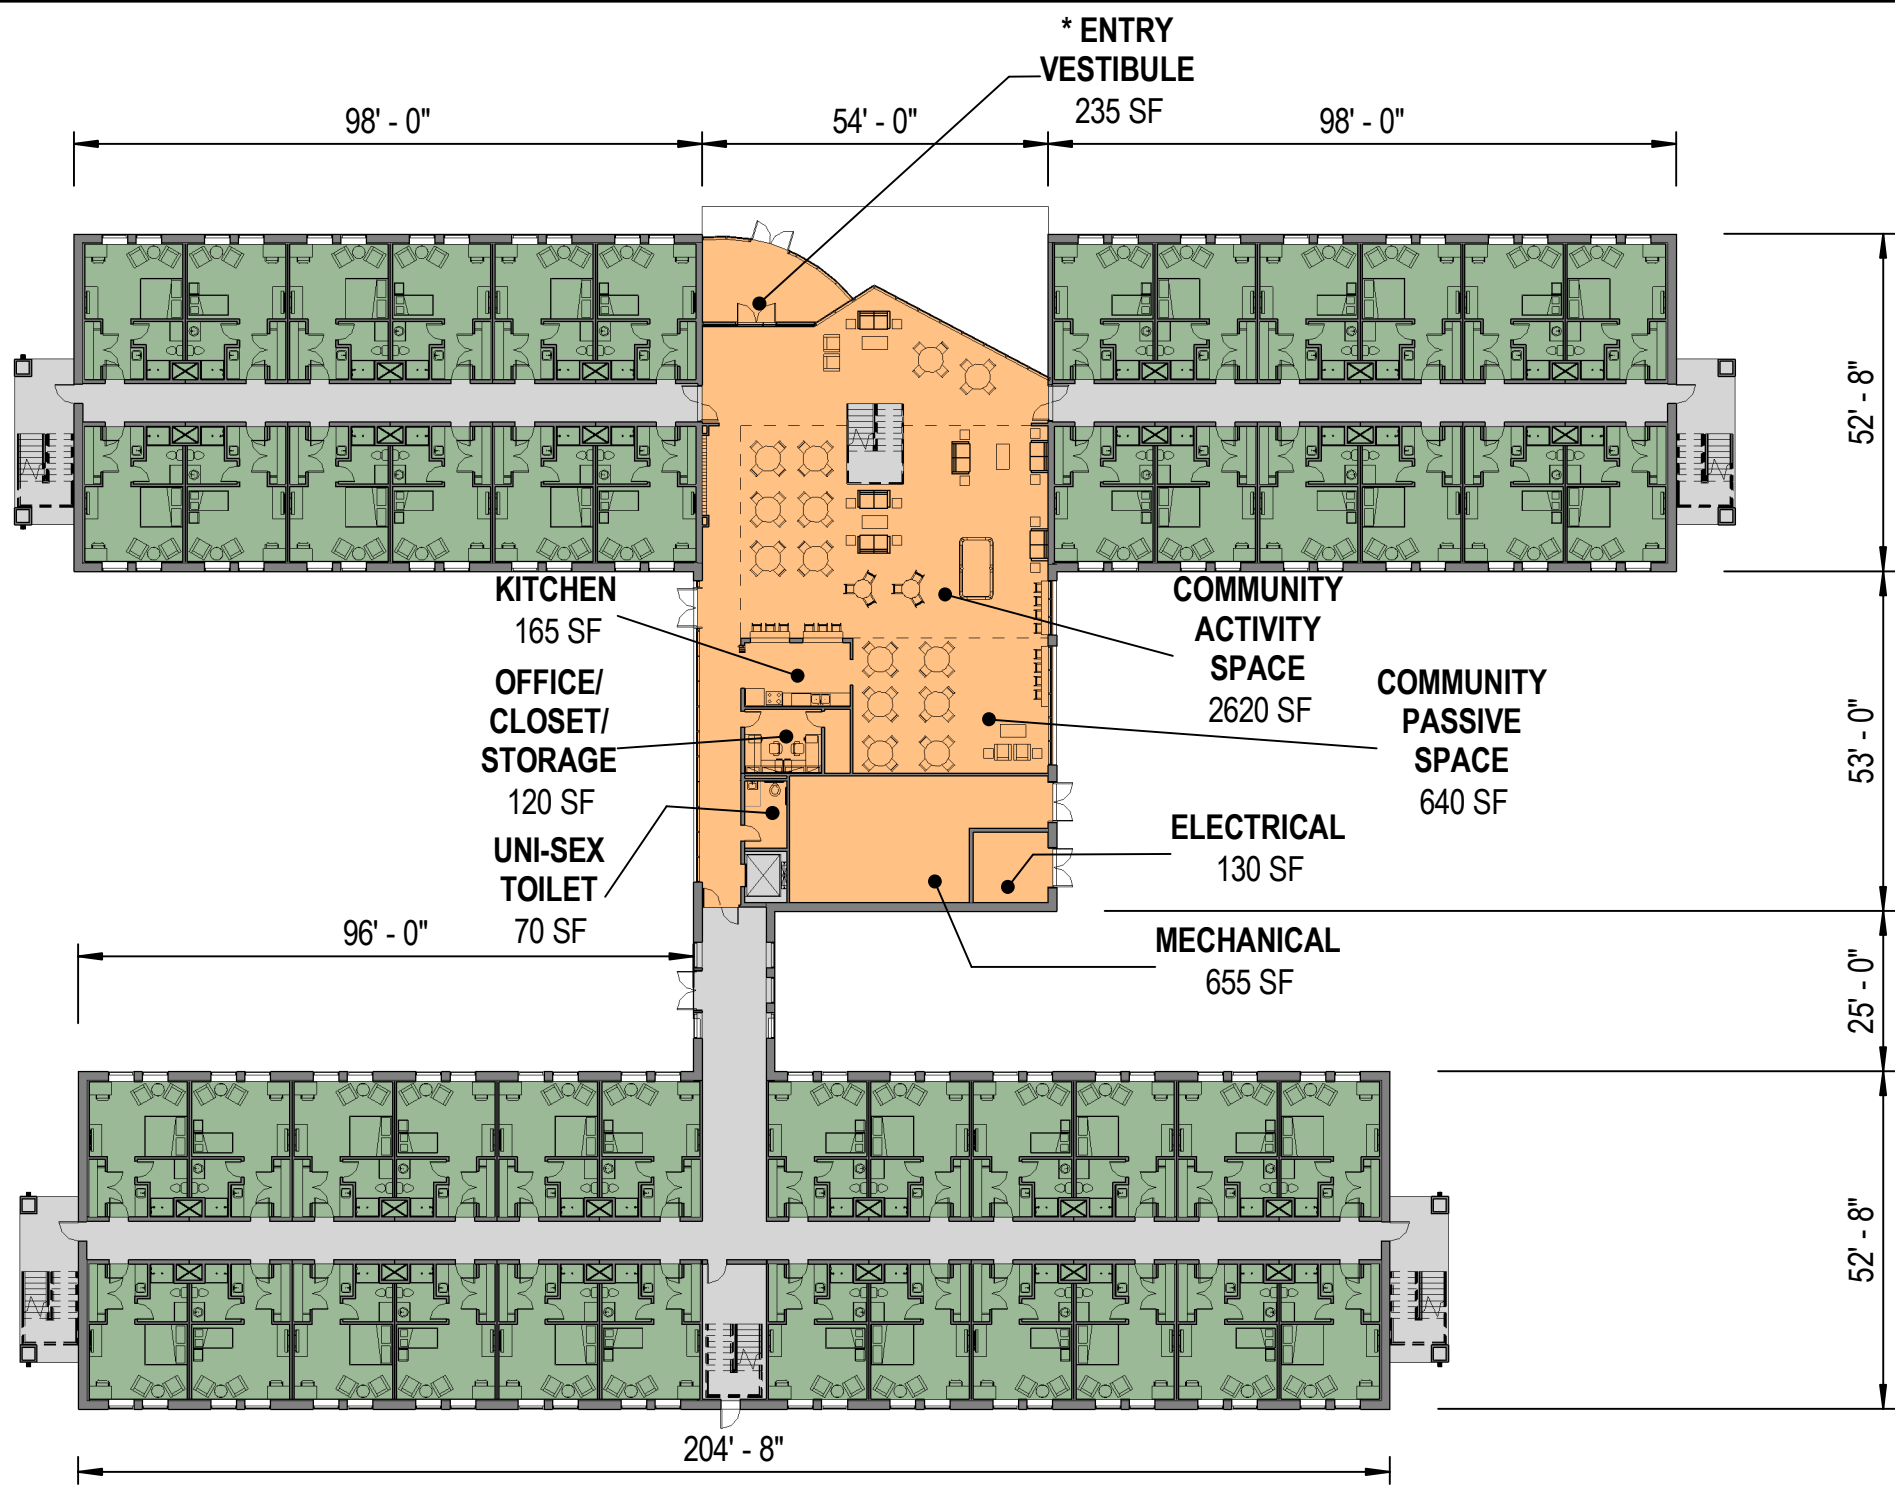 * ENTRY
VESTIBULE
235 SF
98' - 0"
54' - 0"
98' - 0"
52' - 8"
KITCHEN
165 SF
OFFICE/
CLOSET/
STORAGE
120 SF
UNI-SEX
TOILET
70 SF
COMMUNITY
ACTIVITY
SPACE
2620 SF
COMMUNITY
PASSIVE
SPACE
640 SF
53' - 0"
ELECTRICAL
130 SF
MECHANICAL
655 SF
96' - 0"
25' - 0"
52' - 8"
204' - 8"